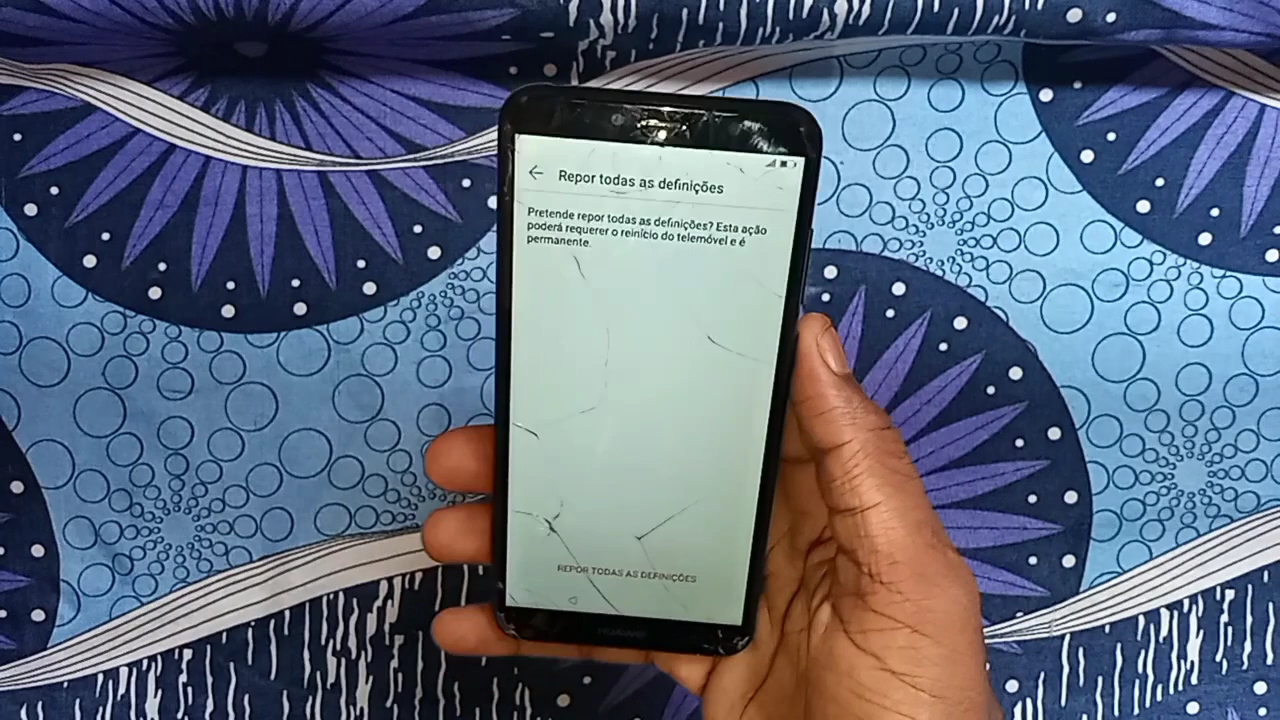 Repor todas as definições
Pretende repor todas as definições? Esta ação
poderá requerer o reinício do telemóvel e é
permanente.
REPOR TODAS AS DEFINIÇÕES
HUAWEI